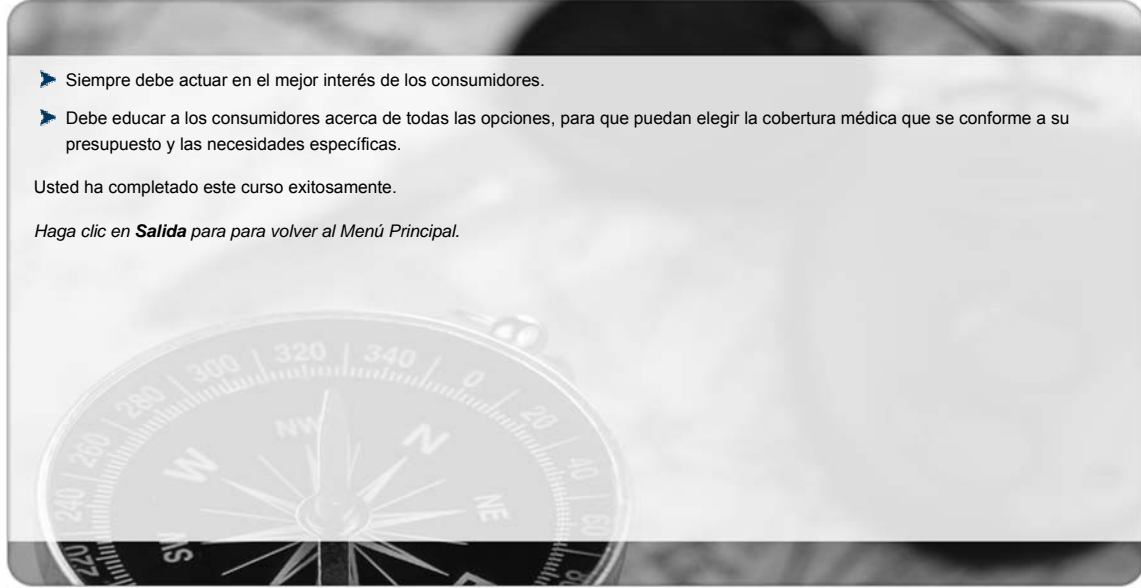 Siempre debe actuar en el mejor interés de los consumidores.
Debe educar a los consumidores acerca de todas las opciones, para que puedan elegir la cobertura médica que se conforme a su
presupuesto y las necesidades específicas.
Usted ha completado este curso exitosamente.
Haga clic en Salida para para volver al Menú Principal.
300 320 340 0
280 20
260 NW N 40
240 W NE 60
220 SW 80